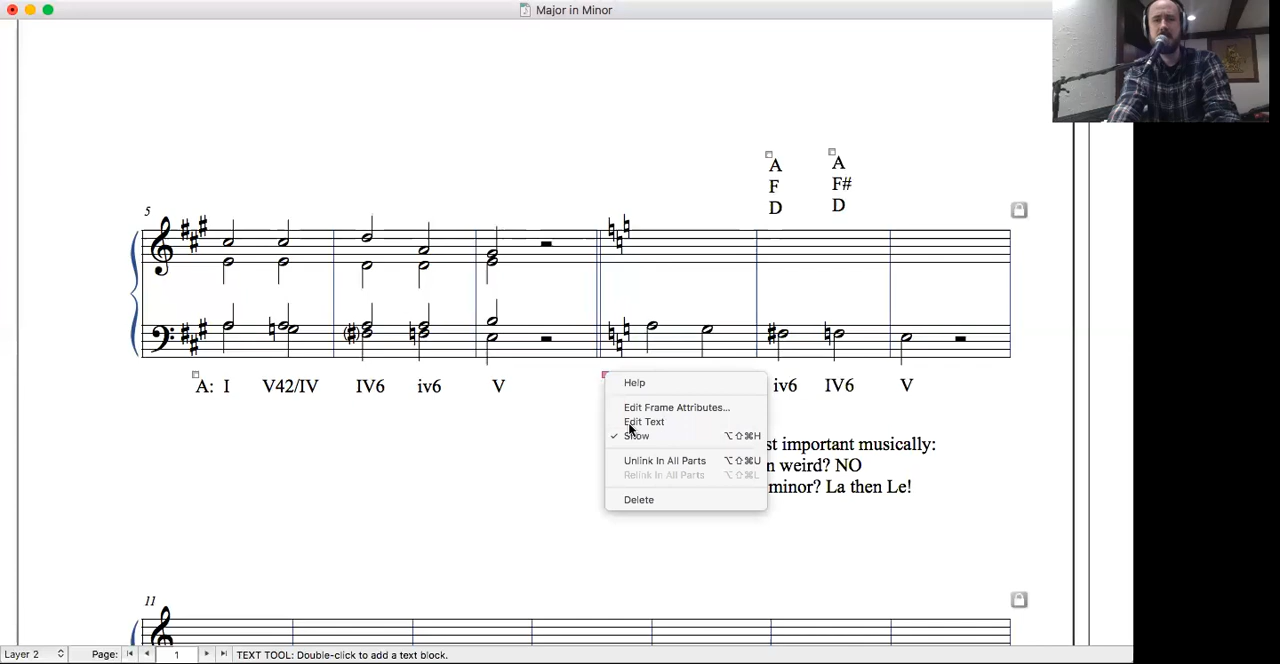 Major in Minor
A A
F F#
D D
5
A: I V42/IV IV6 iv6 V
iv6 IV6 V
Help
Edit Frame Attributes...
Edit Text
✓ Show ⌥⇧⌘H
Unlink In All Parts ⌥⇧⌘U
Relink In All Parts ⌥⇧⌘L
Delete
st important musically:
n weird? NO
minor? La then Le!
11
Layer 2 Page: 1 TEXT TOOL: Double-click to add a text block.